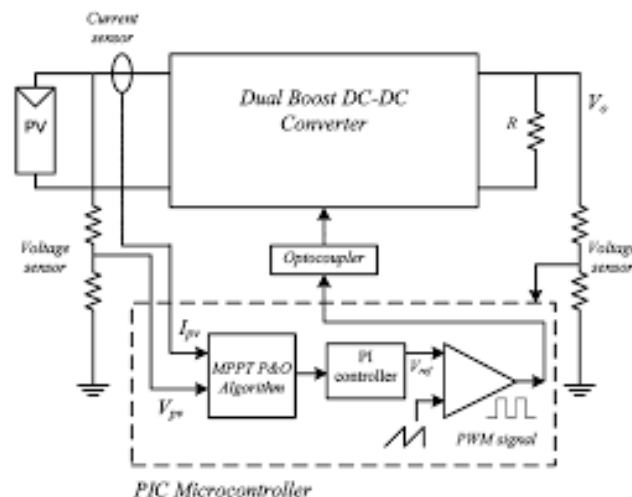 Current
sensor
Dual Boost DC-DC
Converter
PV
R
Vo
Voltage
sensor
Optocoupler
Voltage
sensor
Ipv
MPPT P&O
Algorithm
PI
controller
Vref
Vpv
PWM signal
PIC Microcontroller